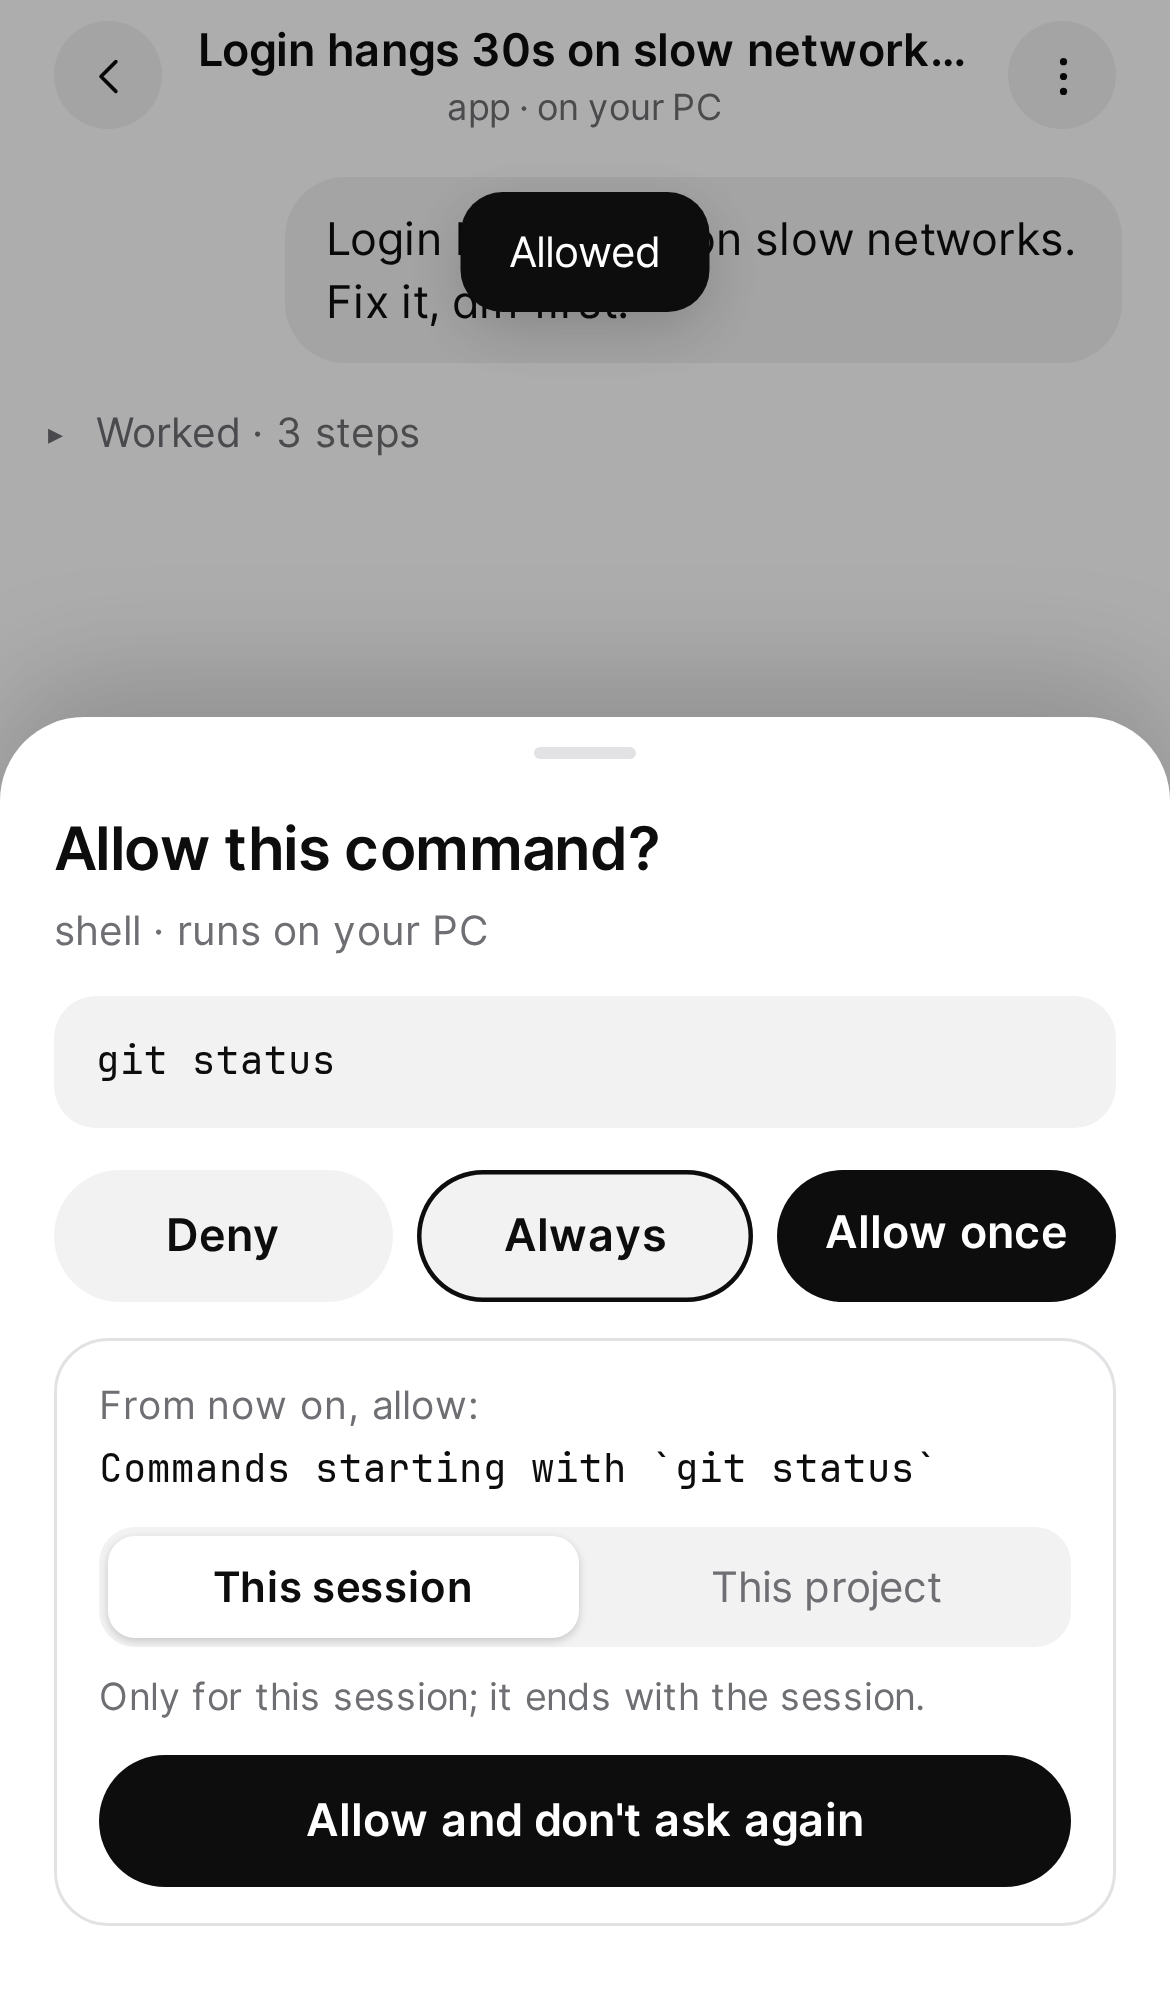 Login hangs 30s on slow network…
app · on your PC
Login on slow networks.
Allowed
Fix it, first.
Worked · 3 steps
Allow this command?
shell · runs on your PC
git status
Deny
Always
Allow once
From now on, allow:
Commands starting with `git status`
This session
This project
Only for this session; it ends with the session.
Allow and don't ask again